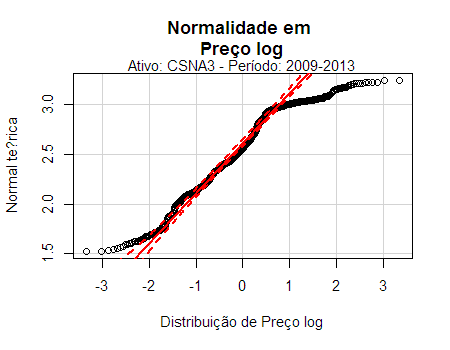 Normalidade em
Preço log
Ativo: CSNA3 - Período: 2009-2013
Normal te?rica
3.0
2.5
2.0
1.5
-3 -2 -1 0 1 2 3
Distribuição de Preço log